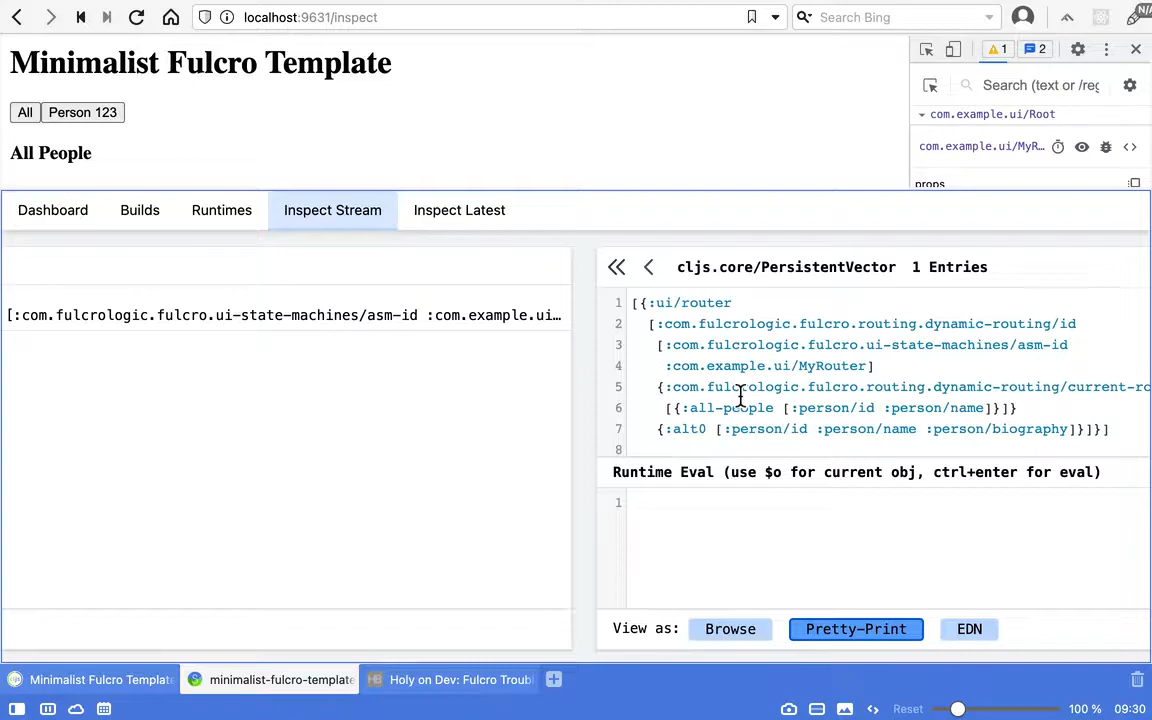 localhost:9631/inspect
Search Bing
Minimalist Fulcro Template
1
2
All
Person 123
Search (text or /reg
com.example.ui/Root
All People
com.example.ui/MyR…
props
Dashboard
Builds
Runtimes
Inspect Stream
Inspect Latest
cljs.core/PersistentVector 1 Entries
[:com.fulcrologic.fulcro.ui-state-machines/asm-id :com.example.ui…
1 [{:ui/router
2 [:com.fulcrologic.fulcro.routing.dynamic-routing/id
3 [:com.fulcrologic.fulcro.ui-state-machines/asm-id
4 :com.example.ui/MyRouter]
5 {:com.fulcrologic.fulcro.routing.dynamic-routing/current-ro
6 [{:all-people [:person/id :person/name]}]}
7 {:alt0 [:person/id :person/name :person/biography]}]}]
8
Runtime Eval (use $o for current obj, ctrl+enter for eval)
1
View as:
Browse
Pretty-Print
EDN
Minimalist Fulcro Template
minimalist-fulcro-template
Holy on Dev: Fulcro Troubl
Reset
100 %
09:30